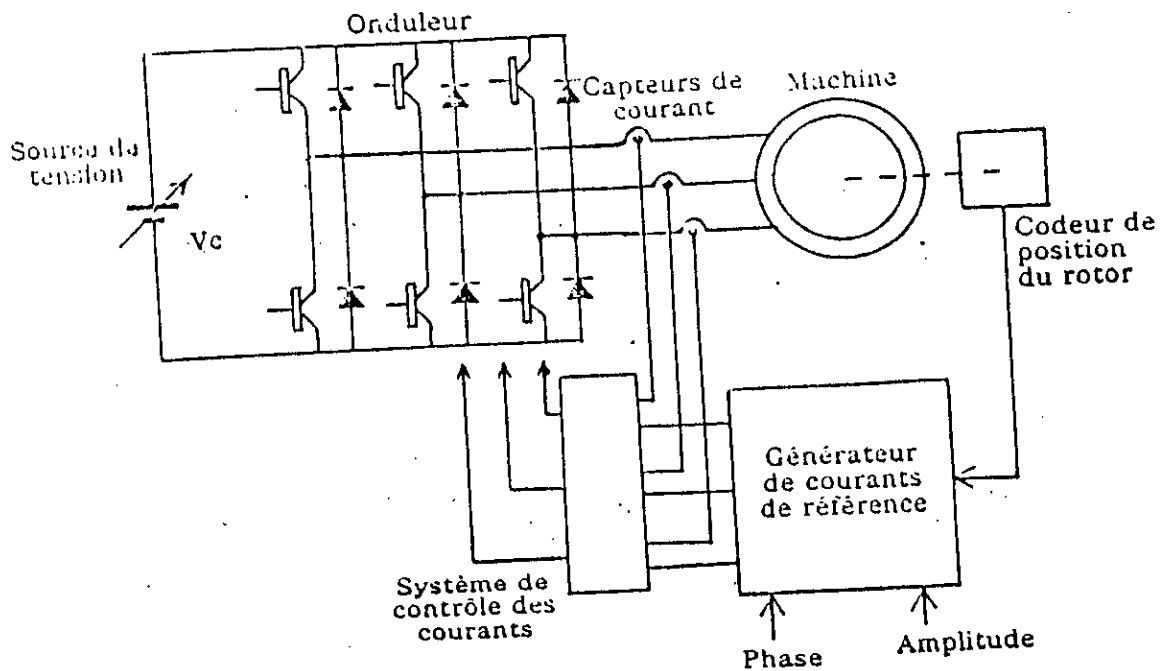 Onduleur
Capteurs de
courant
Machine
Source de
tension
Vc
Codeur de
position
du rotor
Générateur
de courants
de référence
Système de
contrôle des
courants
Phase
Amplitude